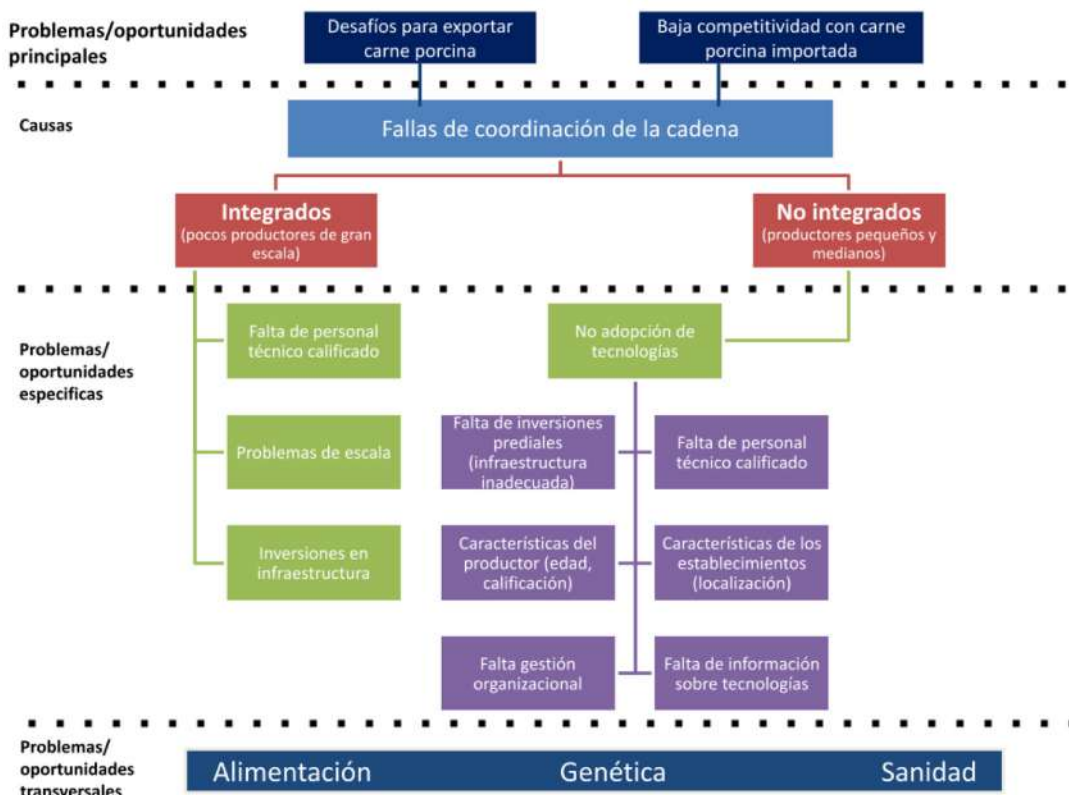 Problemas/oportunidades
principales
Desafíos para exportar
carne porcina
Baja competitividad con carne
porcina importada
Causas
Fallas de coordinación de la cadena
Integrados
(pocos productores de gran
escala)
No integrados
(productores pequeños y
medianos)
Problemas/
oportunidades
especificas
Falta de personal
técnico calificado
No adopción de
tecnologías
Problemas de escala
Falta de inversiones
prediales
(infraestructura
inadecuada)
Falta de personal
técnico calificado
Inversiones en
infraestructura
Características del
productor (edad,
calificación)
Características de los
establecimientos
(localización)
Falta gestión
organizacional
Falta de información
sobre tecnologías
Problemas/
oportunidades
transversales
Alimentación
Genética
Sanidad